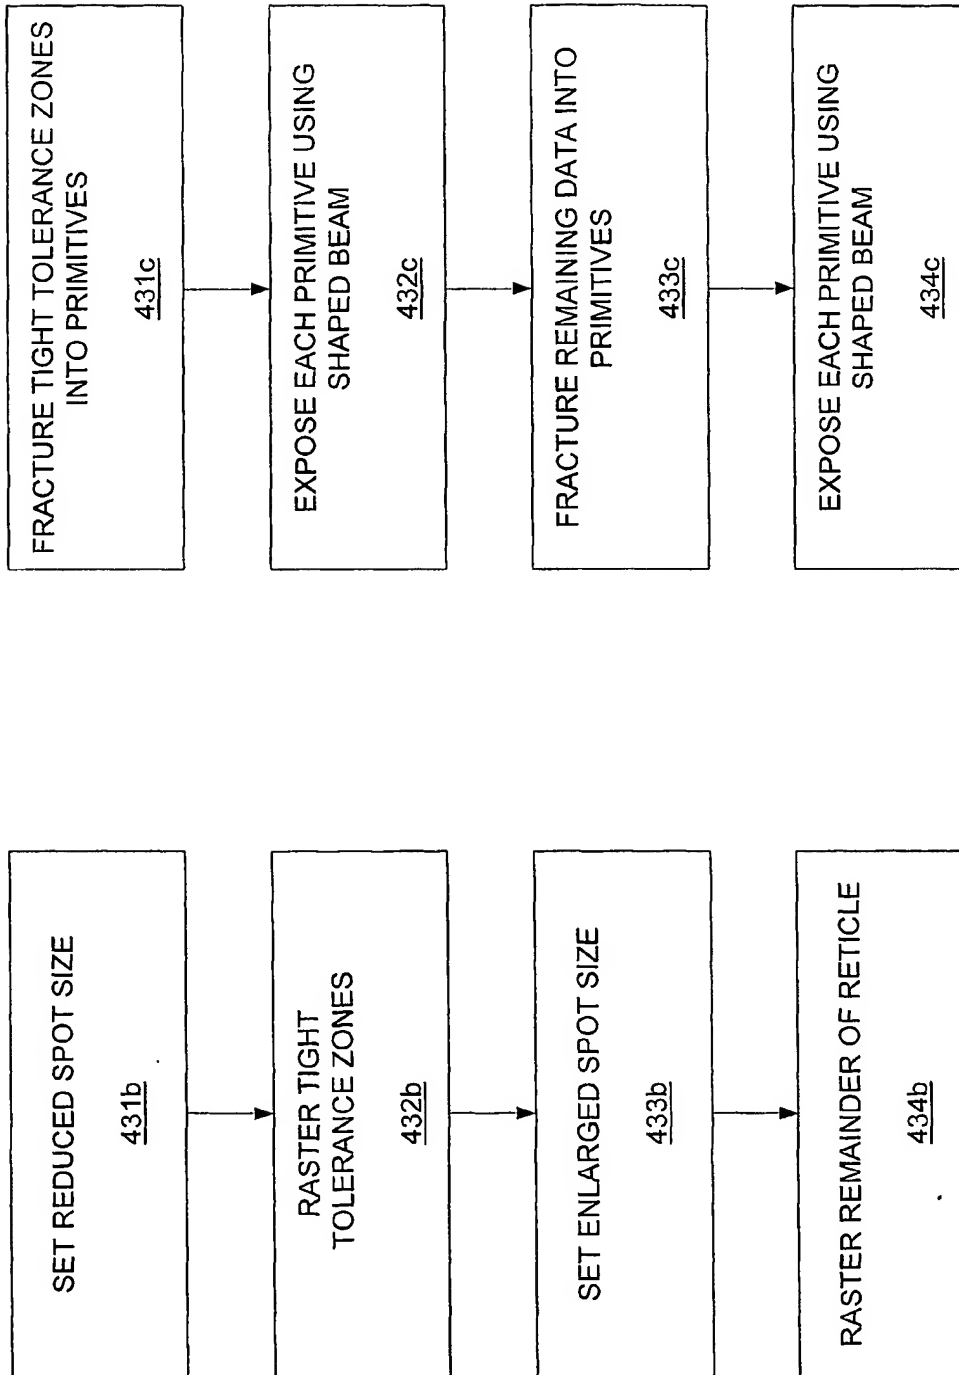 SET REDUCED SPOT SIZE
431b
RASTER TIGHT
TOLERANCE ZONES
432b
SET ENLARGED SPOT SIZE
433b
RASTER REMAINDER OF RETICLE
434b
FRACTURE TIGHT TOLERANCE ZONES
INTO PRIMITIVES
431c
EXPOSE EACH PRIMITIVE USING
SHAPED BEAM
432c
FRACTURE REMAINING DATA INTO
PRIMITIVES
433c
EXPOSE EACH PRIMITIVE USING
SHAPED BEAM
434c